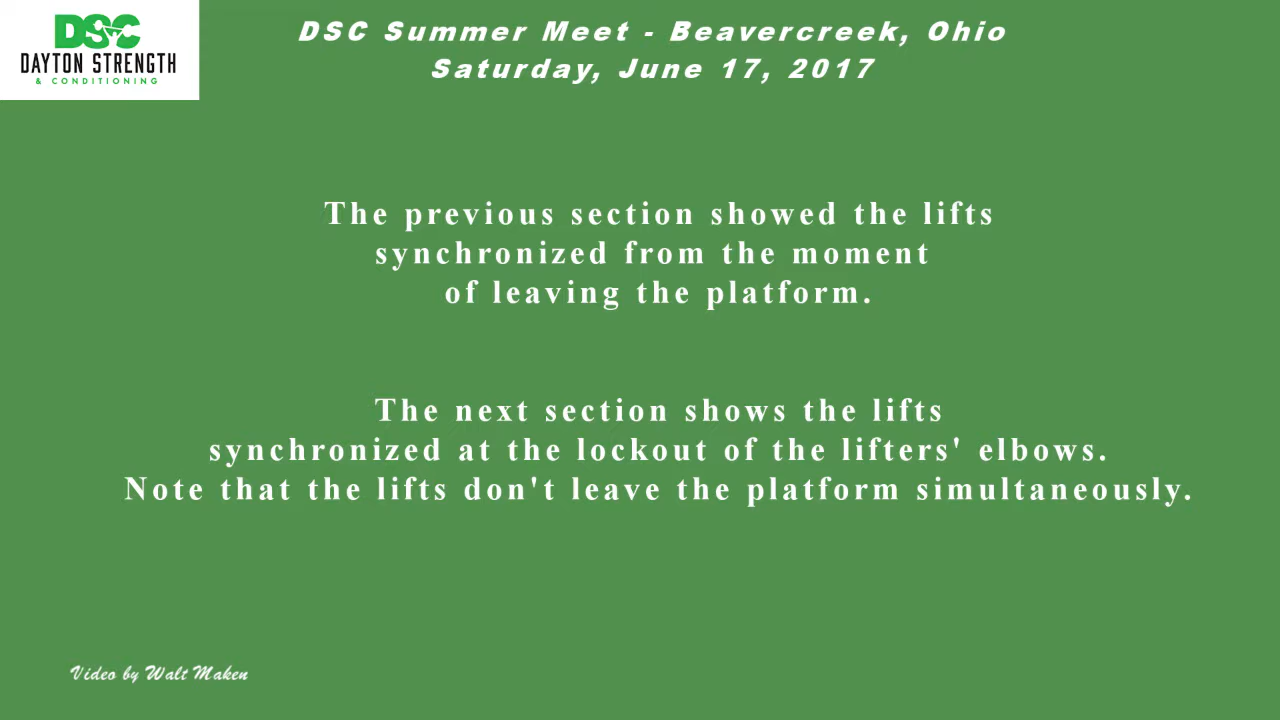 DSC
DAYTON STRENGTH
& CONDITIONING
DSC Summer Meet - Beavercreek, Ohio
Saturday, June 17, 2017
The previous section showed the lifts
synchronized from the moment
of leaving the platform.
The next section shows the lifts
synchronized at the lockout of the lifters' elbows.
Note that the lifts don't leave the platform simultaneously.
Video by Walt Maken